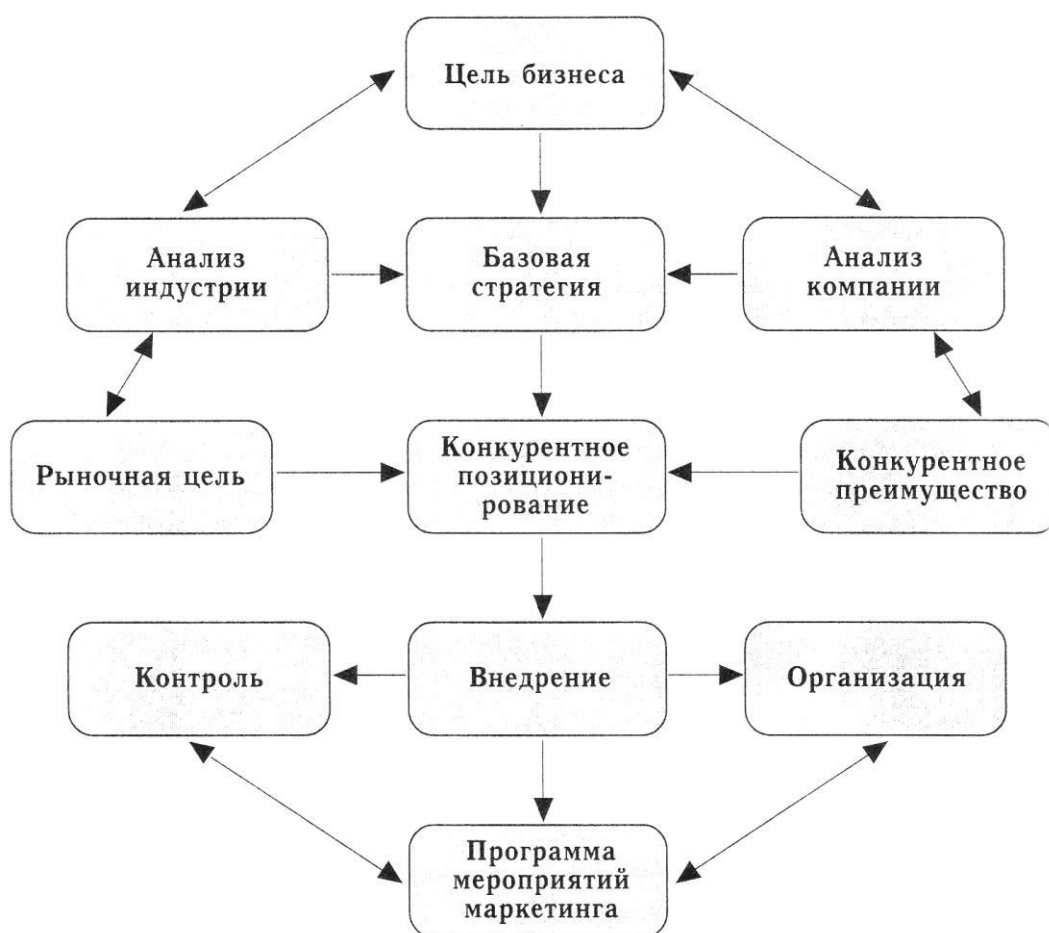 Цель бизнеса
Анализ
индустрии
Базовая
стратегия
Анализ
компании
Рыночная цель
Конкурентное
позициони-
рование
Конкурентное
преимущество
Контроль
Внедрение
Организация
Программа
мероприятий
маркетинга